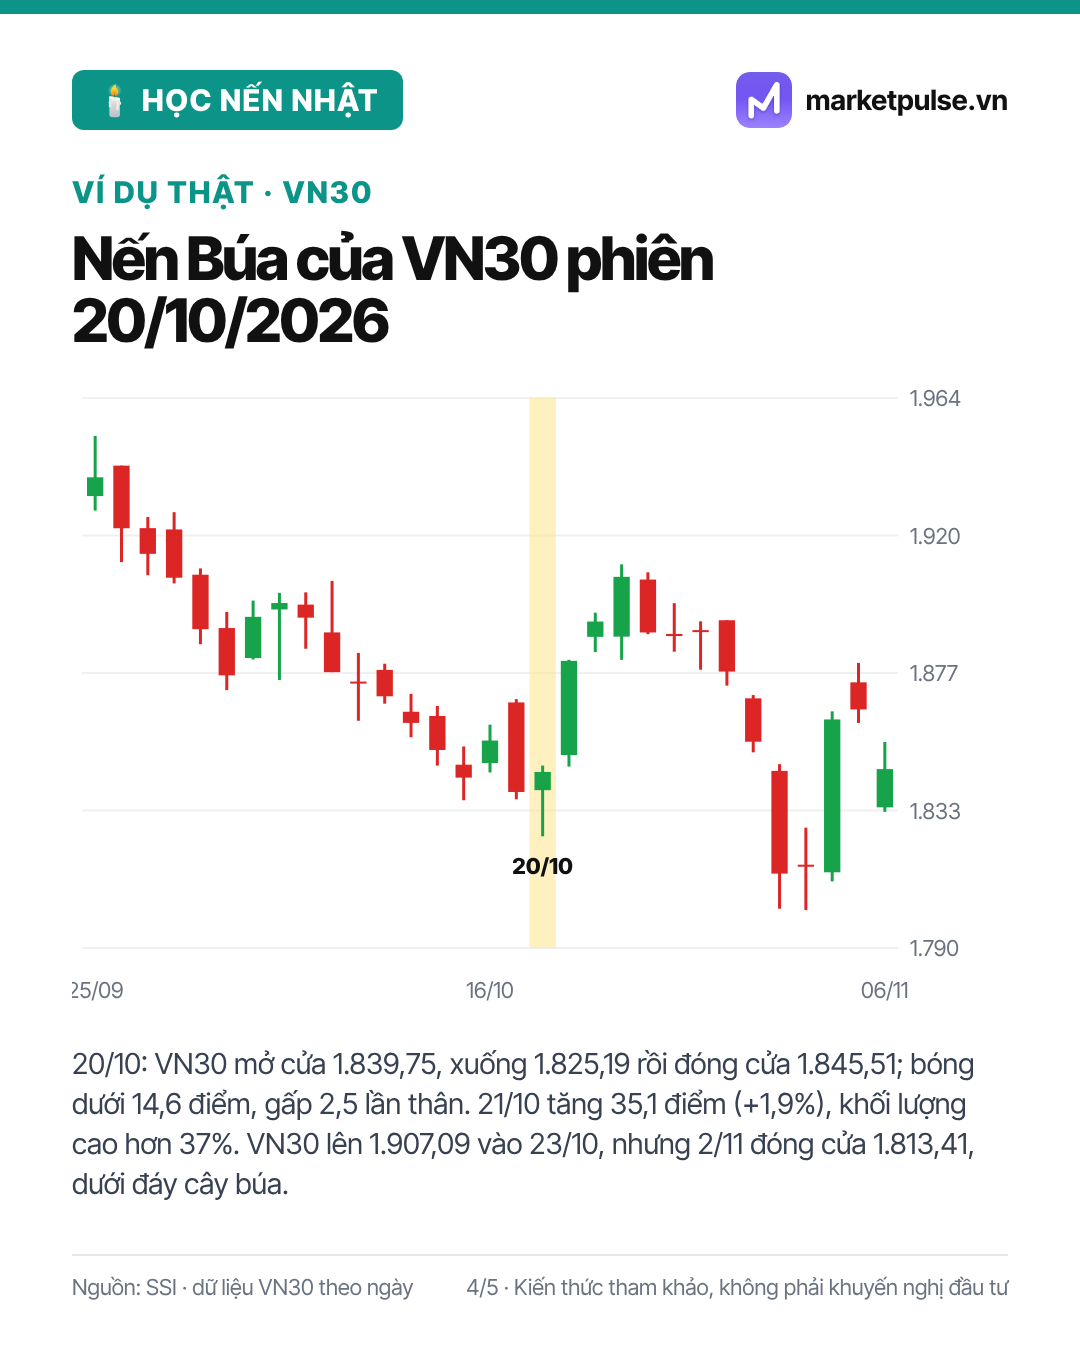 HỌC NẾN NHẬT
marketpulse.vn
VÍ DỤ THẬT · VN30
Nến Búa của VN30 phiên
20/10/2026
1.964
1.920
1.877
1.833
20/10
1.790
25/09
16/10
06/11
20/10: VN30 mở cửa 1.839,75, xuống 1.825,19 rồi đóng cửa 1.845,51; bóng
dưới 14,6 điểm, gấp 2,5 lần thân. 21/10 tăng 35,1 điểm (+1,9%), khối lượng
cao hơn 37%. VN30 lên 1.907,09 vào 23/10, nhưng 2/11 đóng cửa 1.813,41,
dưới đáy cây búa.
Nguồn: SSI · dữ liệu VN30 theo ngày
4/5 · Kiến thức tham khảo, không phải khuyến nghị đầu tư